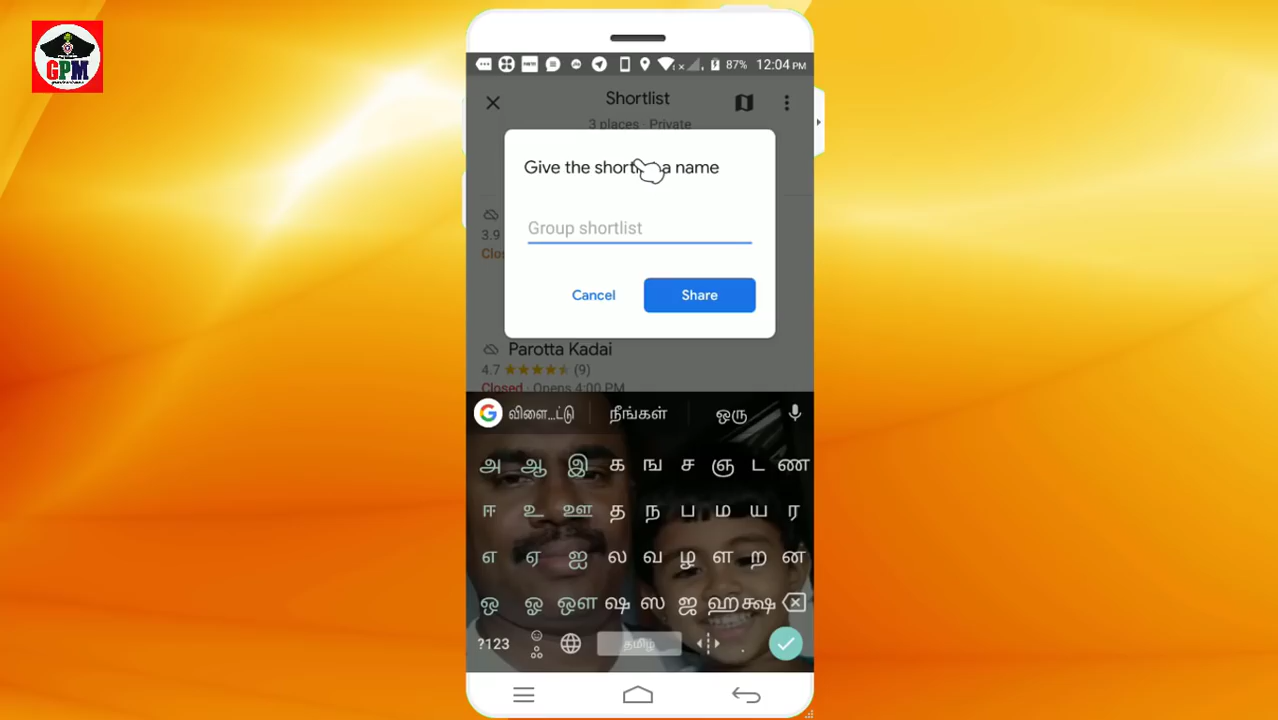 GPM
87% 12:04 PM
Shortlist
3 places · Private
Give the a name
Group shortlist
3.9
Clos
Cancel Share
Parotta Kadai
4.7 (9)
Closed · Opens 4:00 PM
G விளை...ட்டு நீங்கள் ஒரு
அ ஆ இ க ங ச ஞ ட ண
ஈ உ ஊ த ந ப ம ய ர
எ ஏ ஐ ல வ ழ ள ற ன
ஒ ஓ ஔ ஷ ஸ ஜ ஹ க்ஷ
?123 தமிழ் .